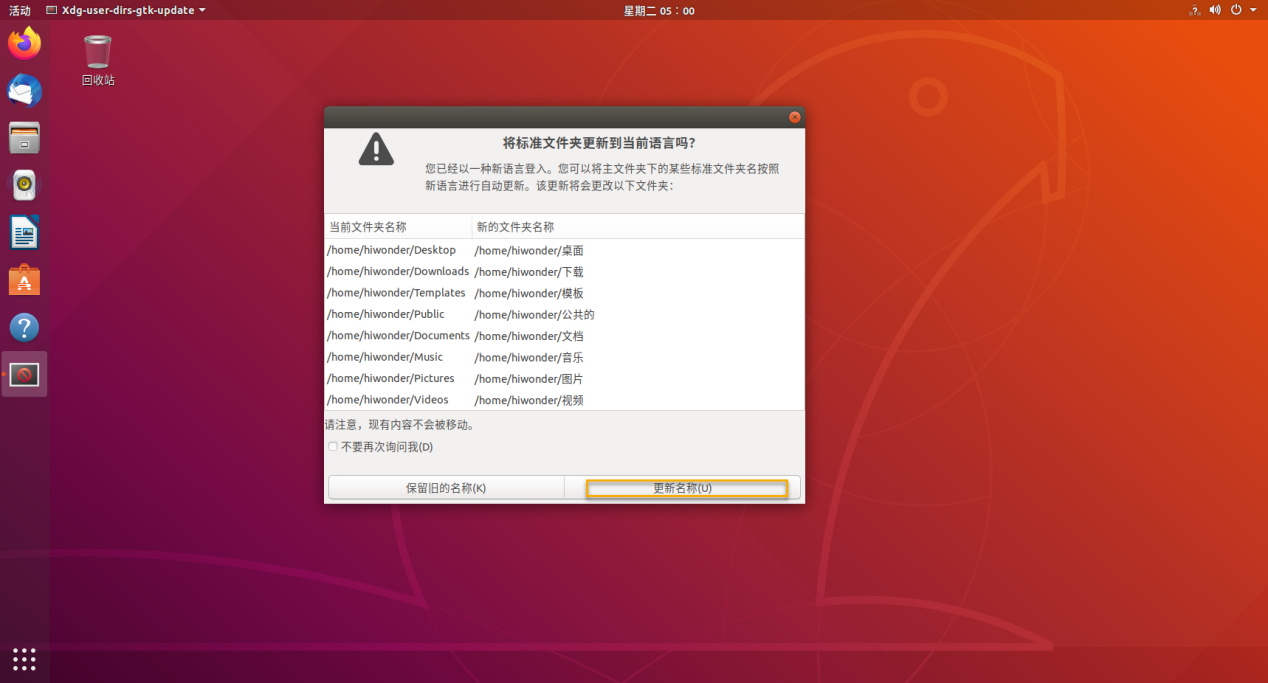 活动 Xdg-user-dirs-gtk-update 星期二 05：00
回收站
将标准文件夹更新到当前语言吗？
您已经以一种新语言登入。您可以将主文件夹下的某些标准文件夹名按照
新语言进行自动更新。该更新将会更改以下文件夹：
当前文件夹名称 新的文件夹名称
/home/hiwonder/Desktop /home/hiwonder/桌面
/home/hiwonder/Downloads /home/hiwonder/下载
/home/hiwonder/Templates /home/hiwonder/模板
/home/hiwonder/Public /home/hiwonder/公共的
/home/hiwonder/Documents /home/hiwonder/文档
/home/hiwonder/Music /home/hiwonder/音乐
/home/hiwonder/Pictures /home/hiwonder/图片
/home/hiwonder/Videos /home/hiwonder/视频
请注意，现有内容不会被移动。
不要再次询问我(D)
保留旧的名称(K) 更新名称(U)